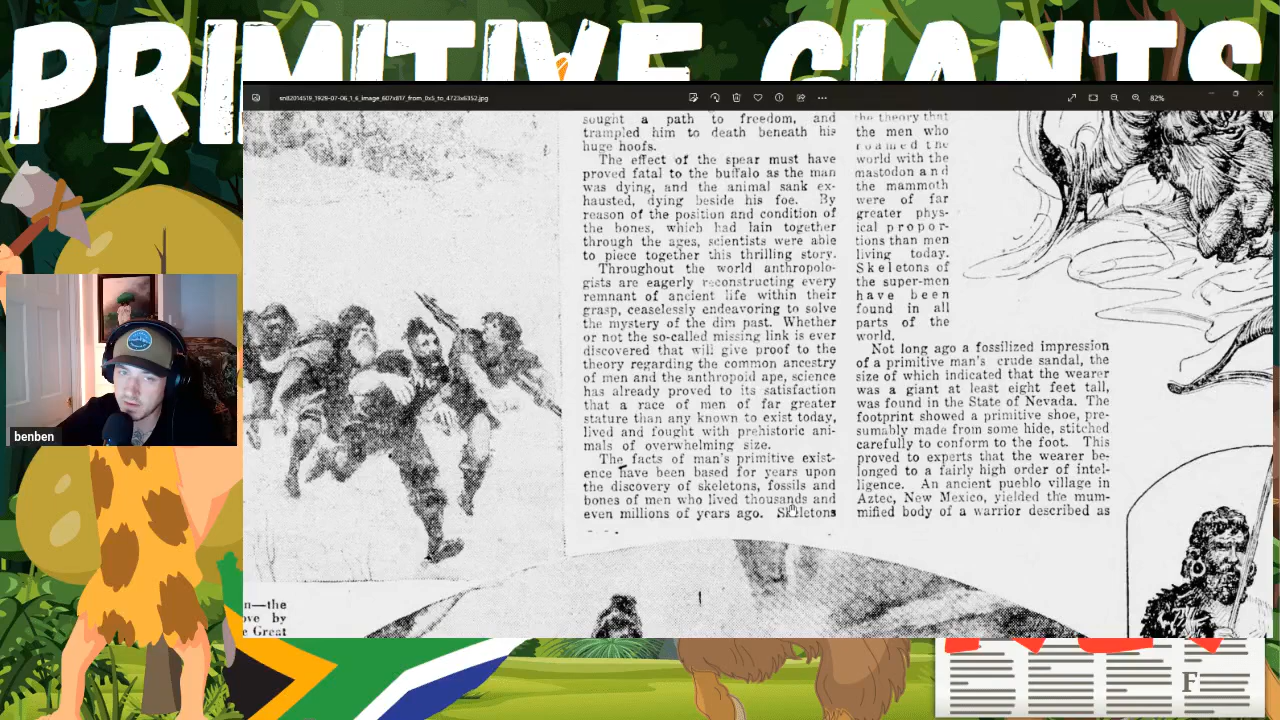 PRIMITIVE GIANTS
sn82014519_1929-07-06_1_6_image_607x817_from_0x5_to_4723x6352.jpg
82%
sought a path to freedom, and
trampled him to death beneath his
huge hoofs.
The effect of the spear must have
proved fatal to the buffalo as the man
was dying, and the animal sank ex-
hausted, dying beside his foe. By
reason of the position and condition of
the bones, which had lain together
through the ages, scientists were able
to piece together this thrilling story.
Throughout the world anthropolo-
gists are eagerly reconstructing every
remnant of ancient life within their
grasp, ceaselessly endeavoring to solve
the mystery of the dim past. Whether
or not the so-called missing link is ever
discovered that will give proof to the
theory regarding the common ancestry
of men and the anthropoid ape, science
has already proved to its satisfaction
that a race of men of far greater
stature than any known to exist today,
lived and fought with prehistoric ani-
mals of overwhelming size.
The facts of man's primitive exist-
ence have been based for years upon
the discovery of skeletons, fossils and
bones of men who lived thousands and
even millions of years ago. Skeletons
the theory that
the men who
roamed the
world with the
mastodon and
the mammoth
were of far
greater phys-
ical propor-
tions than men
living today.
Skeletons of
the super-men
have been
found in all
parts of the
world.
Not long ago a fossilized impression
of a primitive man's crude sandal, the
size of which indicated that the wearer
was a giant at least eight feet tall,
was found in the State of Nevada. The
footprint showed a primitive shoe, pre-
sumably made from some hide, stitched
carefully to conform to the foot. This
proved to experts that the wearer be-
longed to a fairly high order of intel-
ligence. An ancient pueblo village in
Aztec, New Mexico, yielded the mum-
mified body of a warrior described as
n—the
ove by
e Great
benben
F